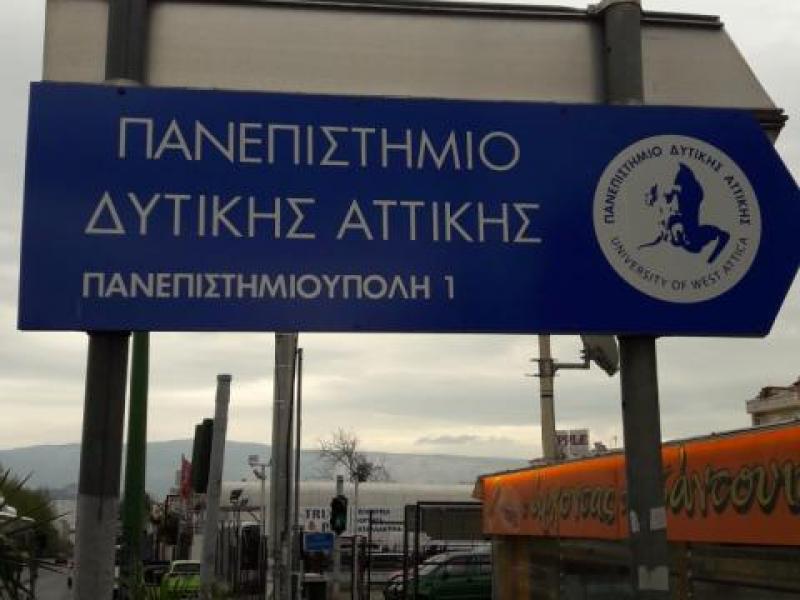 ΠΑΝΕΠΙΣΤΗΜΙΟ
ΔΥΤΙΚΗΣ ΑΤΤΙΚΗΣ
ΠΑΝΕΠΙΣΤΗΜΙΟΥΠΟΛΗ 1
ΠΑΝΕΠΙΣΤΗΜΙΟ ΔΥΤΙΚΗΣ ΑΤΤΙΚΗΣ
UNIVERSITY OF WEST ATTICA